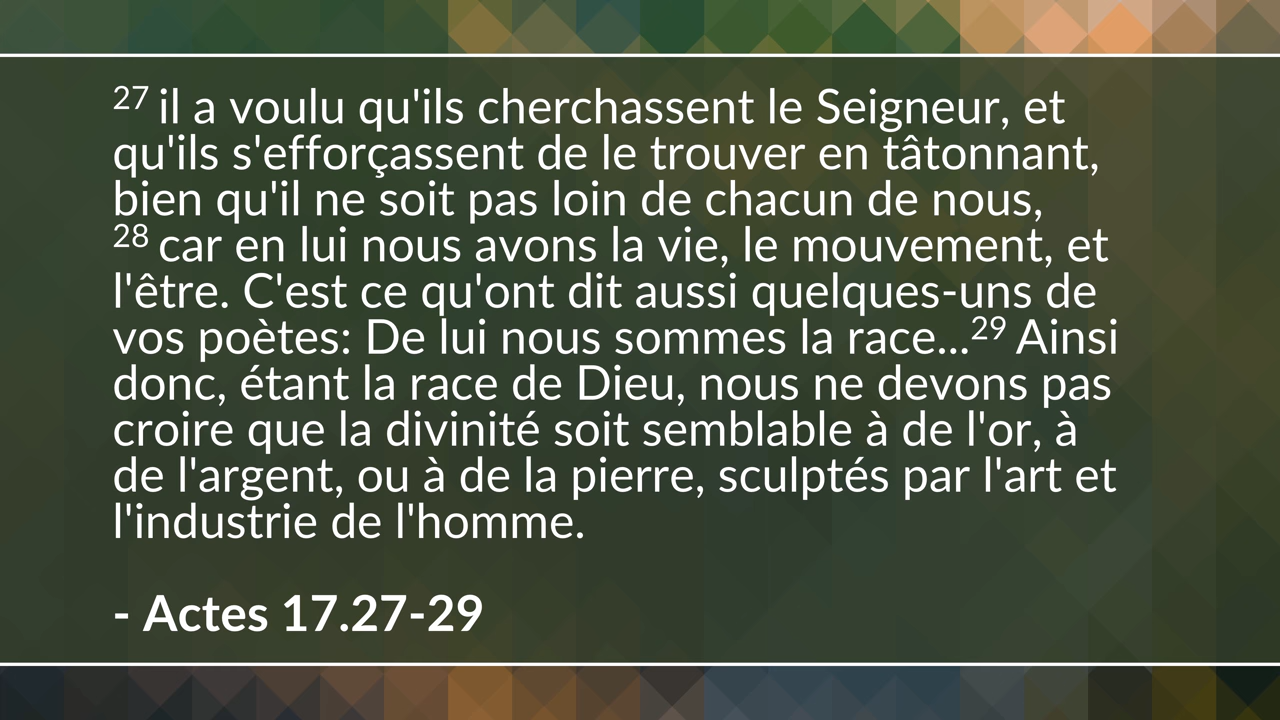 27 il a voulu qu'ils cherchassent le Seigneur, et
qu'ils s'efforçassent de le trouver en tâtonnant,
bien qu'il ne soit pas loin de chacun de nous,
28 car en lui nous avons la vie, le mouvement, et
l'être. C'est ce qu'ont dit aussi quelques-uns de
vos poètes: De lui nous sommes la race...29 Ainsi
donc, étant la race de Dieu, nous ne devons pas
croire que la divinité soit semblable à de l'or, à
de l'argent, ou à de la pierre, sculptés par l'art et
l'industrie de l'homme.
- Actes 17.27-29